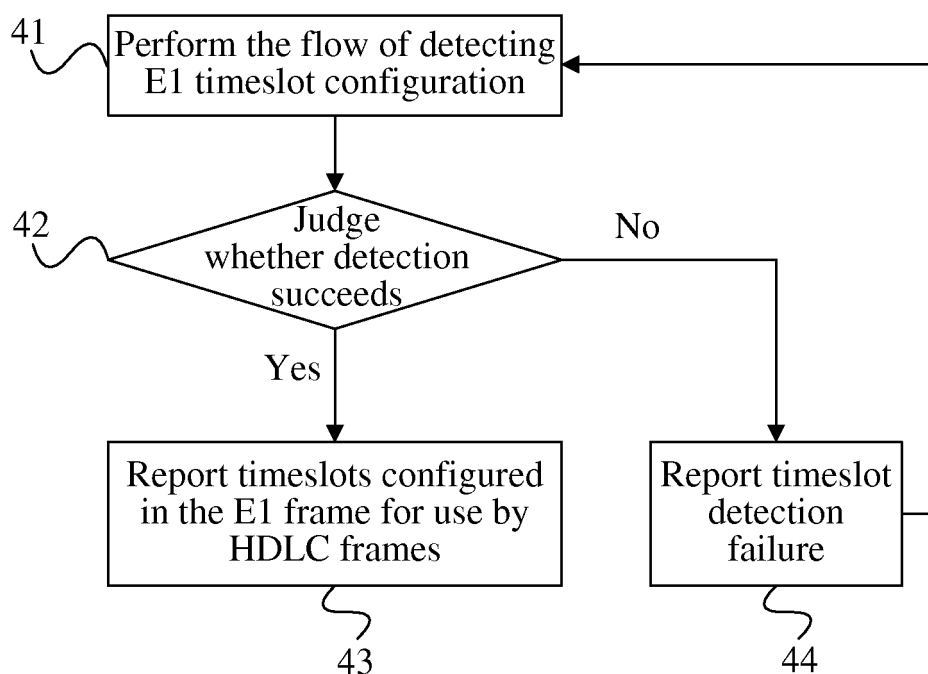 41
Perform the flow of detecting
E1 timeslot configuration
42
Judge
whether detection
succeeds
No
Yes
Report timeslots configured
in the E1 frame for use by
HDLC frames
Report timeslot
detection
failure
43
44